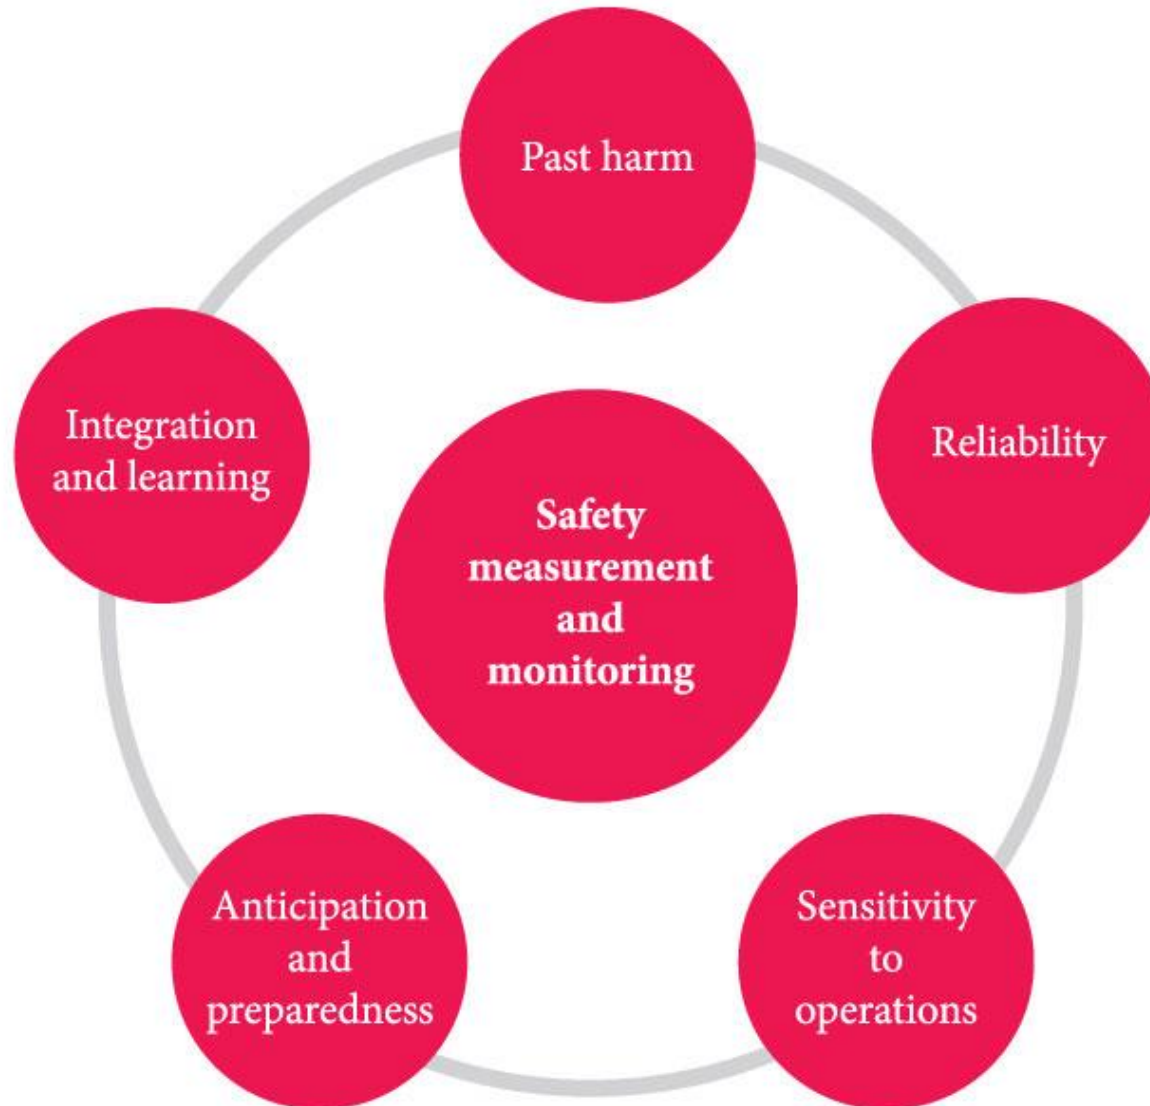 Past harm
Reliability
Sensitivity
to
operations
Anticipation
and
preparedness
Integration
and learning
Safety
measurement
and
monitoring